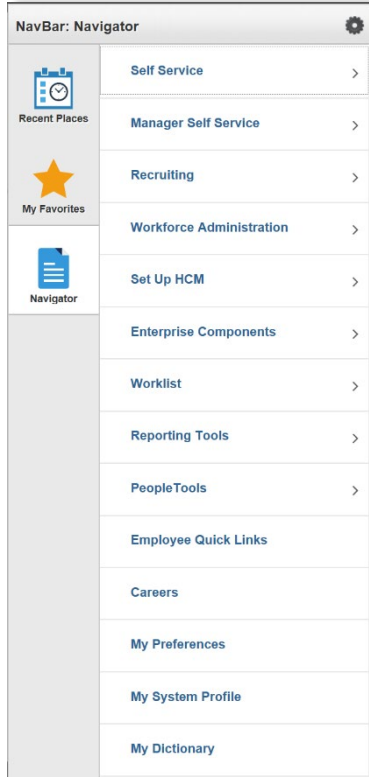 NavBar: Navigator
Recent Places
My Favorites
Navigator
Self Service
Manager Self Service
Recruiting
Workforce Administration
Set Up HCM
Enterprise Components
Worklist
Reporting Tools
PeopleTools
Employee Quick Links
Careers
My Preferences
My System Profile
My Dictionary